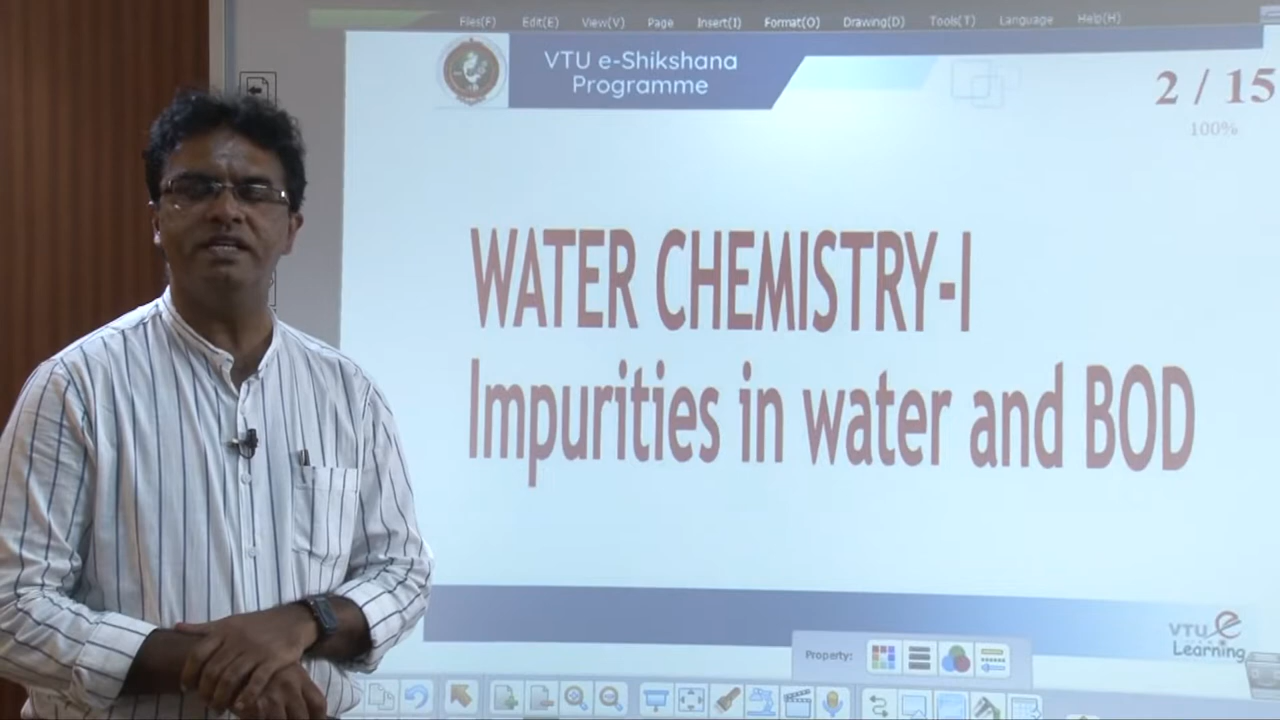 Files(F) Edit(E) View(V) Page Insert(I) Format(O) Drawing(D) Tools(T) Language Help(H)
VTU e-Shikshana
Programme
2 / 15
100%
WATER CHEMISTRY-I
Impurities in water and BOD
VTU e
Learning
Property: